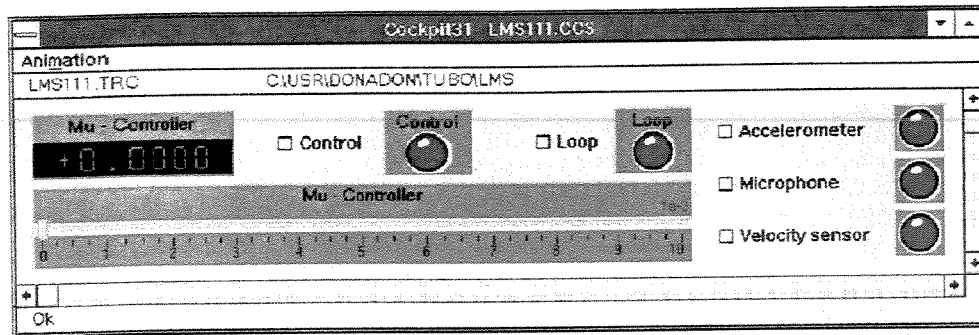 Cockpit31 LMS111.CCS
Animation
LMS111.TRC C:\USR\DONADON\TUBO\LMS
Mu - Controller
+0.0000
Control
Control
Loop
Loop
Accelerometer
Microphone
Velocity sensor
Mu - Controller
0 1 2 3 4 5 6 7 8 9 10
Ok